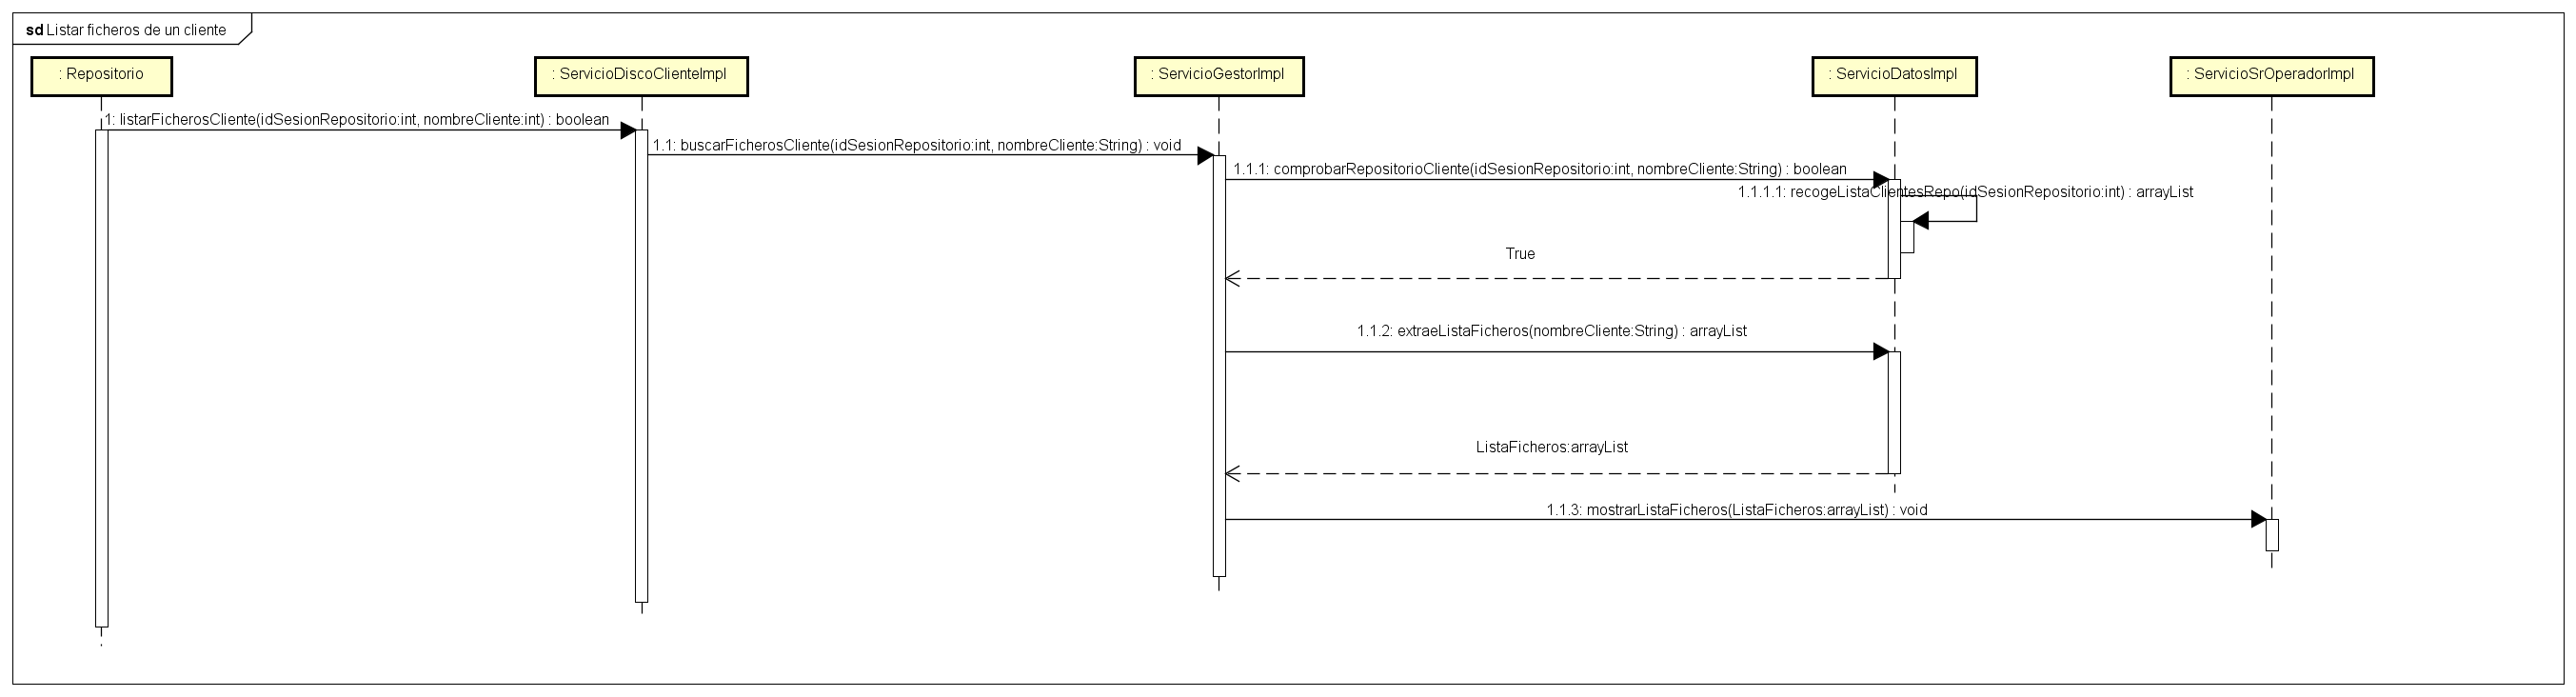 sd Listar ficheros de un cliente
: Repositorio
: ServicioDiscoClienteImpl
: ServicioGestorImpl
: ServicioDatosImpl
: ServicioSrOperadorImpl
1: listarFicherosCliente(idSesionRepositorio:int, nombreCliente:int) : boolean
1.1: buscarFicherosCliente(idSesionRepositorio:int, nombreCliente:String) : void
1.1.1: comprobarRepositorioCliente(idSesionRepositorio:int, nombreCliente:String) : boolean
1.1.1.1: recogeListaClientesRepo(idSesionRepositorio:int) : arrayList
True
1.1.2: extraeListaFicheros(nombreCliente:String) : arrayList
ListaFicheros:arrayList
1.1.3: mostrarListaFicheros(ListaFicheros:arrayList) : void